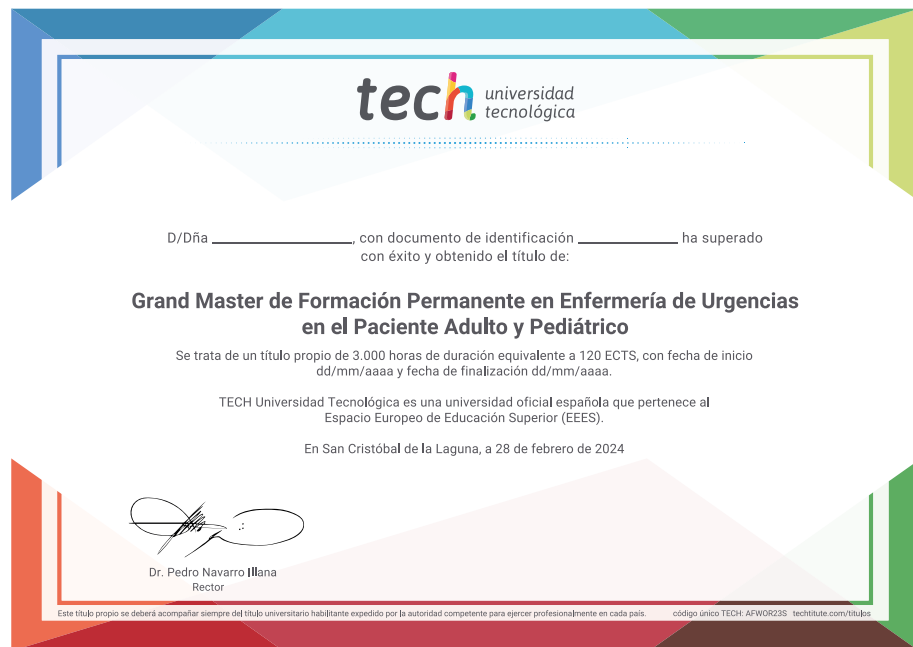 tech universidad
tecnológica
D/Dña ______________, con documento de identificación __________ ha superado
con éxito y obtenido el título de:
Grand Master de Formación Permanente en Enfermería de Urgencias
en el Paciente Adulto y Pediátrico
Se trata de un título propio de 3.000 horas de duración equivalente a 120 ECTS, con fecha de inicio
dd/mm/aaaa y fecha de finalización dd/mm/aaaa.
TECH Universidad Tecnológica es una universidad oficial española que pertenece al
Espacio Europeo de Educación Superior (EEES).
En San Cristóbal de la Laguna, a 28 de febrero de 2024
Dr. Pedro Navarro Illana
Rector
Este título propio se deberá acompañar siempre del título universitario habilitante expedido por la autoridad competente para ejercer profesionalmente en cada país. código único TECH: AFWOR23S techtitute.com/titulos